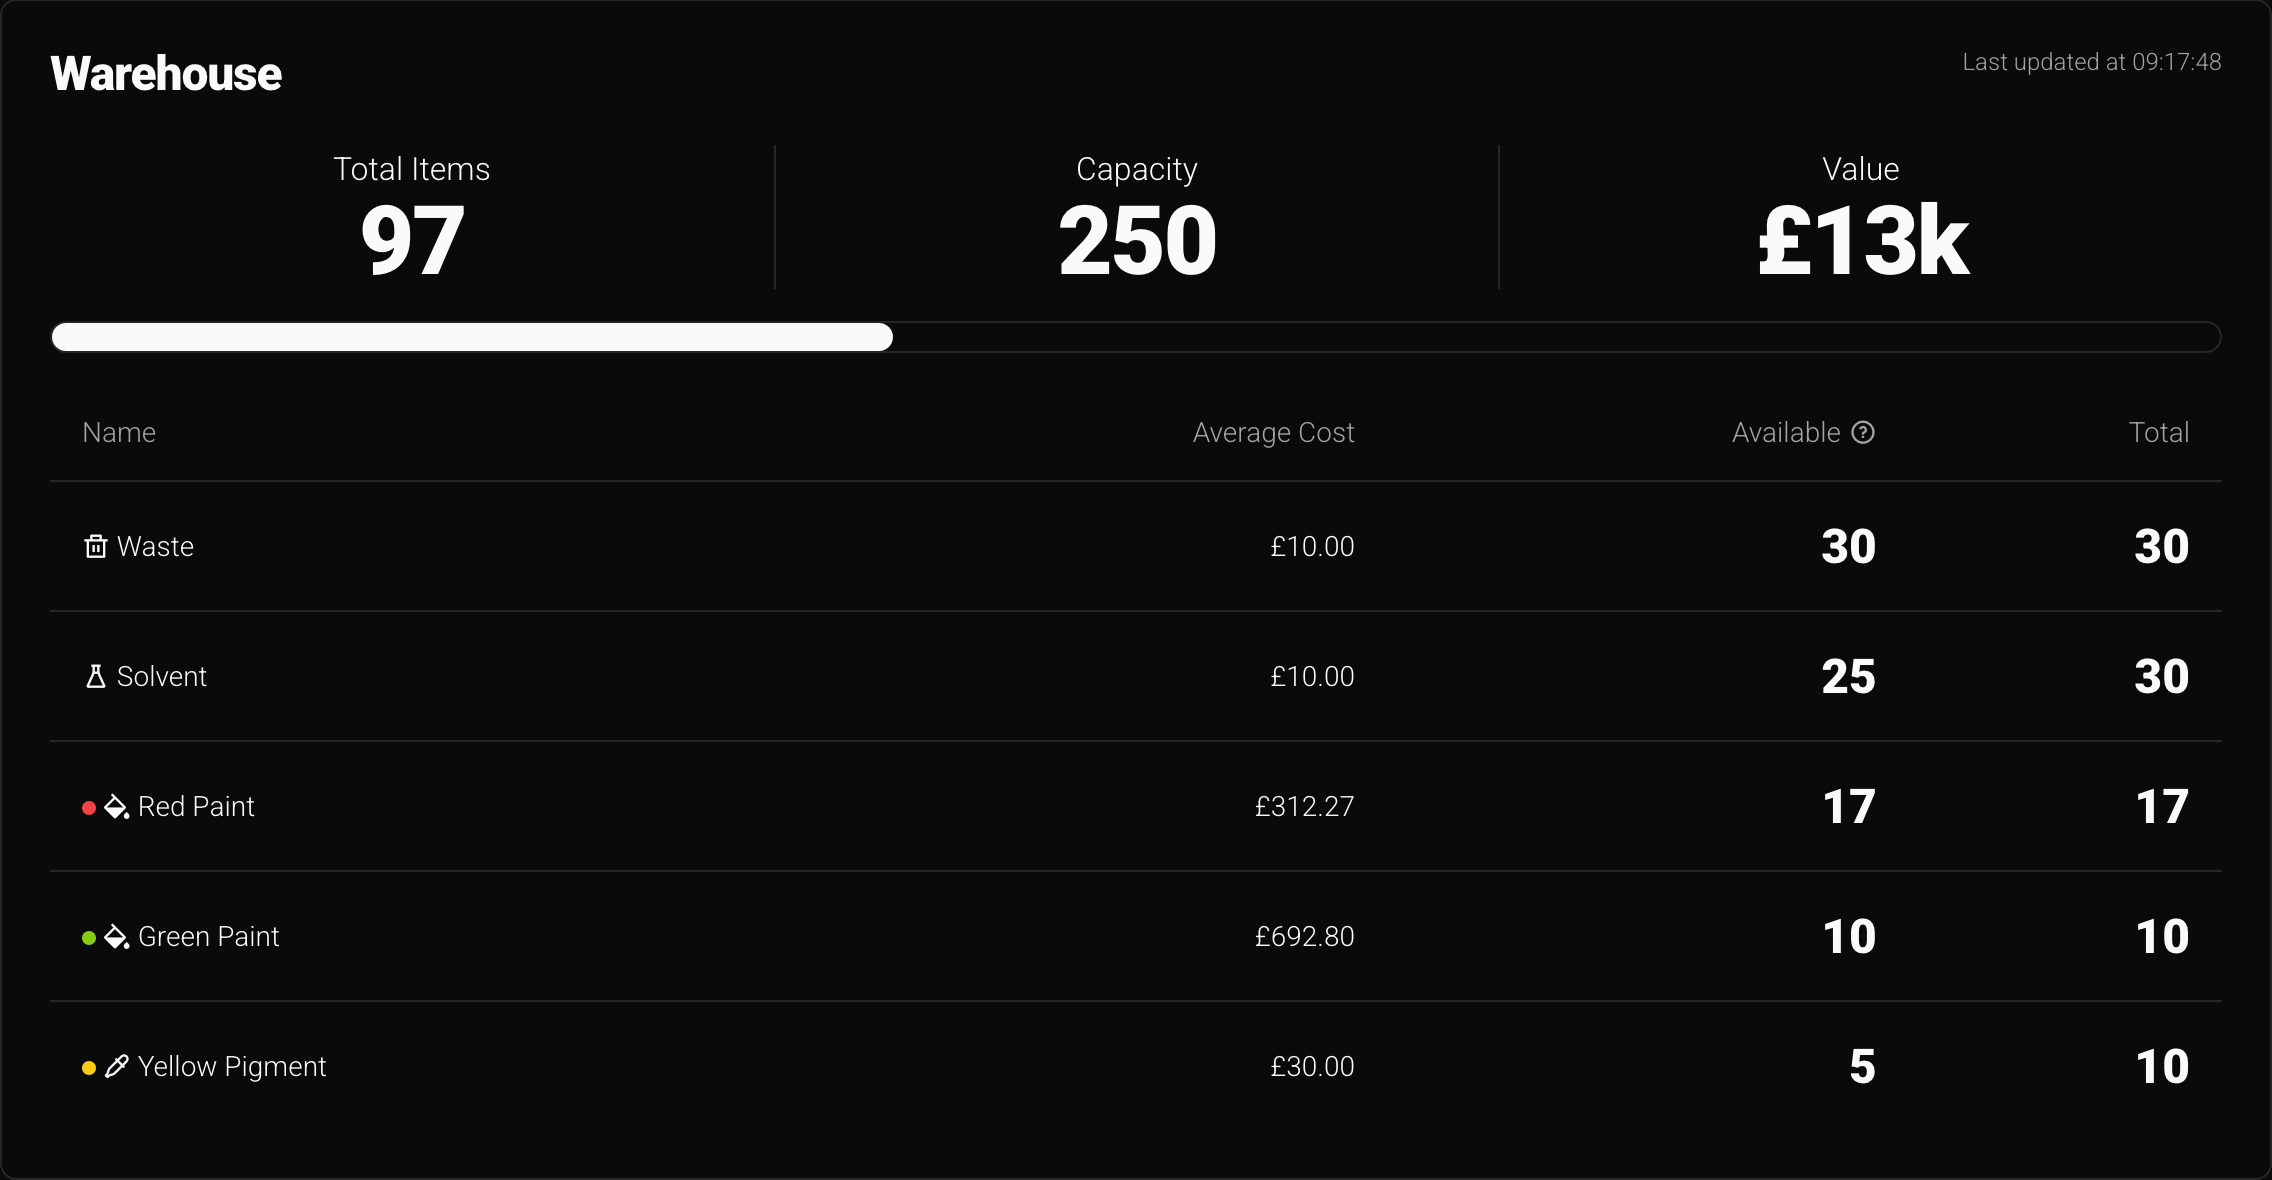 Warehouse
Last updated at 09:17:48
Total Items
97
Capacity
250
Value
£13k
Name Average Cost Available Total
Waste £10.00 30 30
Solvent £10.00 25 30
Red Paint £312.27 17 17
Green Paint £692.80 10 10
Yellow Pigment £30.00 5 10